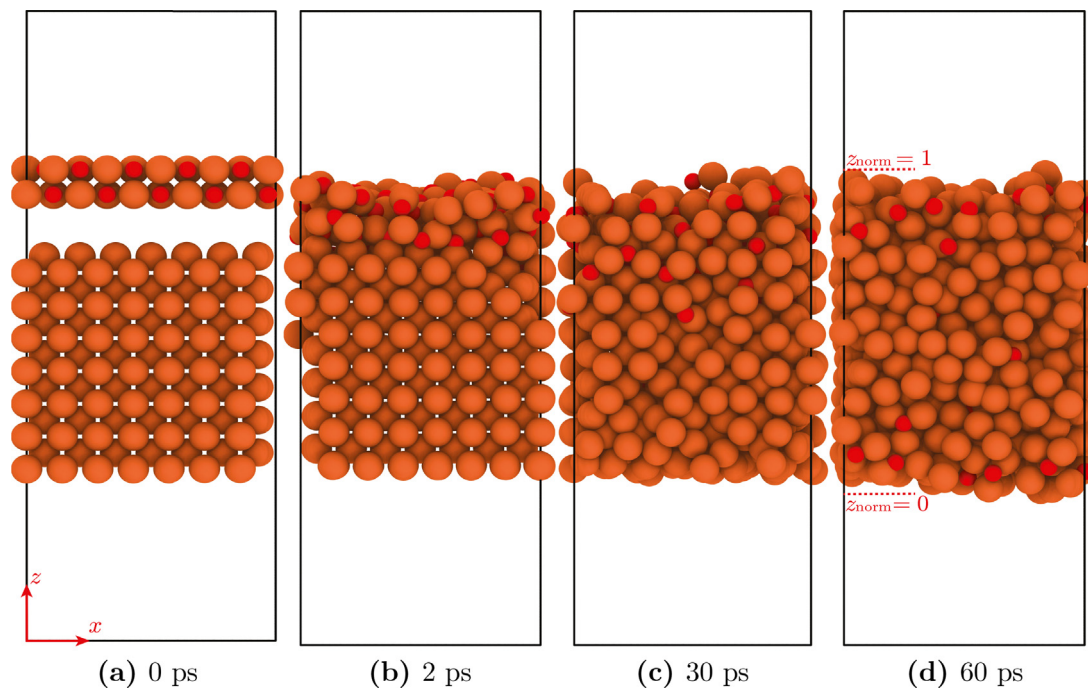 z_norm = 1
z_norm = 0
z
x
(a) 0 ps
(b) 2 ps
(c) 30 ps
(d) 60 ps